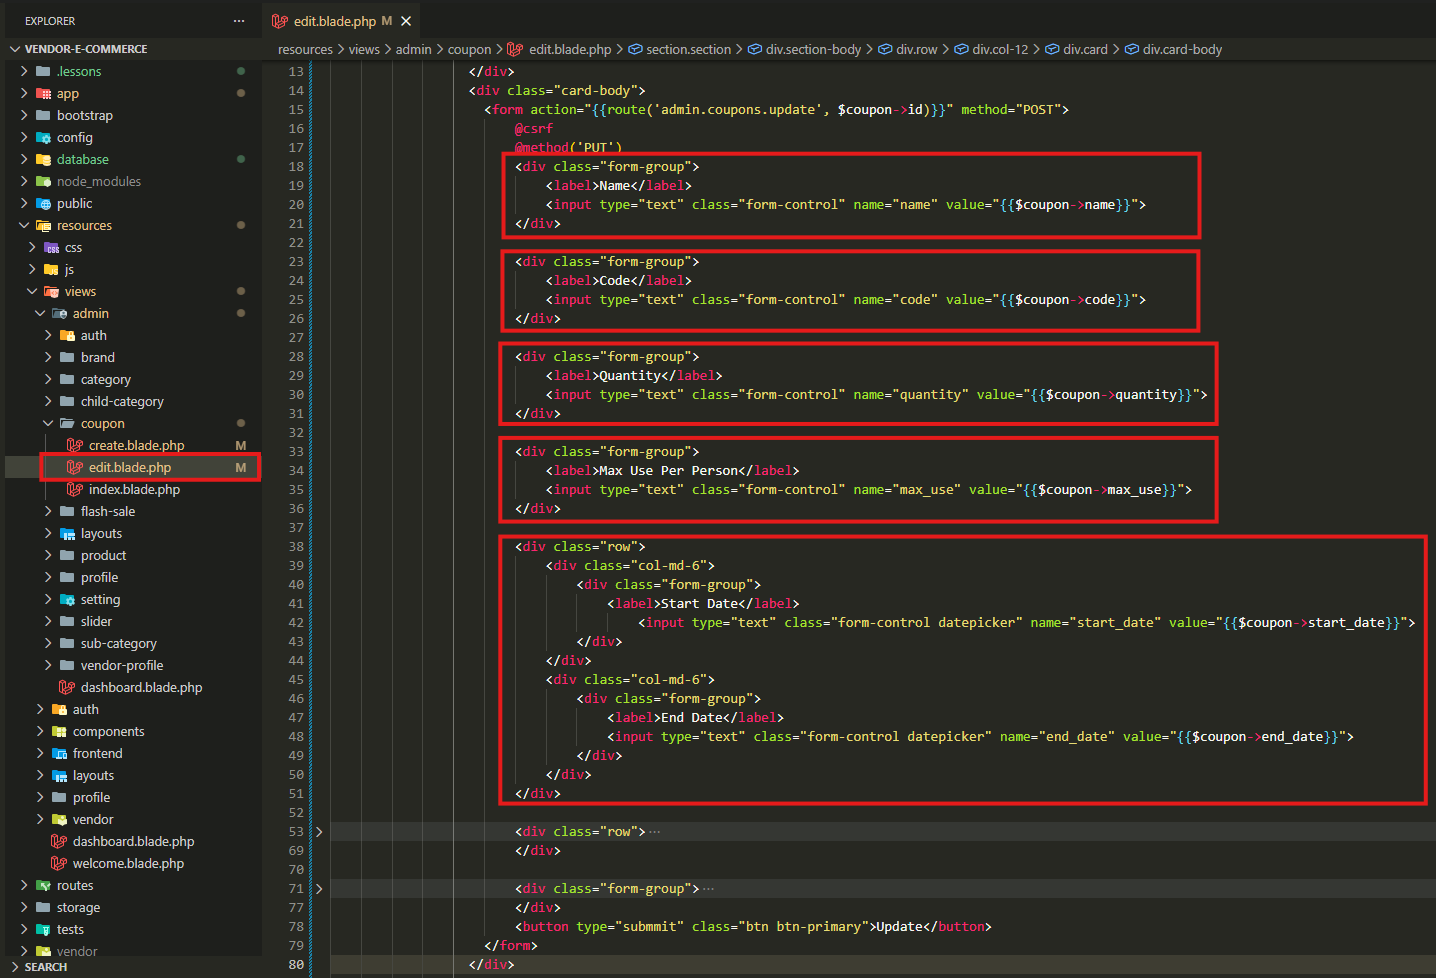 EXPLORER
···
edit.blade.php M
VENDOR-E-COMMERCE
.lessons
app
bootstrap
config
database
node_modules
public
resources
css
js
views
admin
auth
brand
category
child-category
coupon
create.blade.php M
edit.blade.php M
index.blade.php
flash-sale
layouts
product
profile
setting
slider
sub-category
vendor-profile
dashboard.blade.php
auth
components
frontend
layouts
profile
vendor
dashboard.blade.php
welcome.blade.php
routes
storage
tests
vendor
SEARCH
resources > views > admin > coupon > edit.blade.php > section.section > div.section-body > div.row > div.col-12 > div.card > div.card-body
13 </div>
14 <div class="card-body">
15 <form action="{{route('admin.coupons.update', $coupon->id)}}" method="POST">
16 @csrf
17 @method('PUT')
18 <div class="form-group">
19 <label>Name</label>
20 <input type="text" class="form-control" name="name" value="{{$coupon->name}}">
21 </div>
22
23 <div class="form-group">
24 <label>Code</label>
25 <input type="text" class="form-control" name="code" value="{{$coupon->code}}">
26 </div>
27
28 <div class="form-group">
29 <label>Quantity</label>
30 <input type="text" class="form-control" name="quantity" value="{{$coupon->quantity}}">
31 </div>
32
33 <div class="form-group">
34 <label>Max Use Per Person</label>
35 <input type="text" class="form-control" name="max_use" value="{{$coupon->max_use}}">
36 </div>
37
38 <div class="row">
39 <div class="col-md-6">
40 <div class="form-group">
41 <label>Start Date</label>
42 <input type="text" class="form-control datepicker" name="start_date" value="{{$coupon->start_date}}">
43 </div>
44 </div>
45 <div class="col-md-6">
46 <div class="form-group">
47 <label>End Date</label>
48 <input type="text" class="form-control datepicker" name="end_date" value="{{$coupon->end_date}}">
49 </div>
50 </div>
51 </div>
52
53 <div class="row">···
69 </div>
70
71 <div class="form-group">···
77 </div>
78 <button type="submmit" class="btn btn-primary">Update</button>
79 </form>
80 </div>